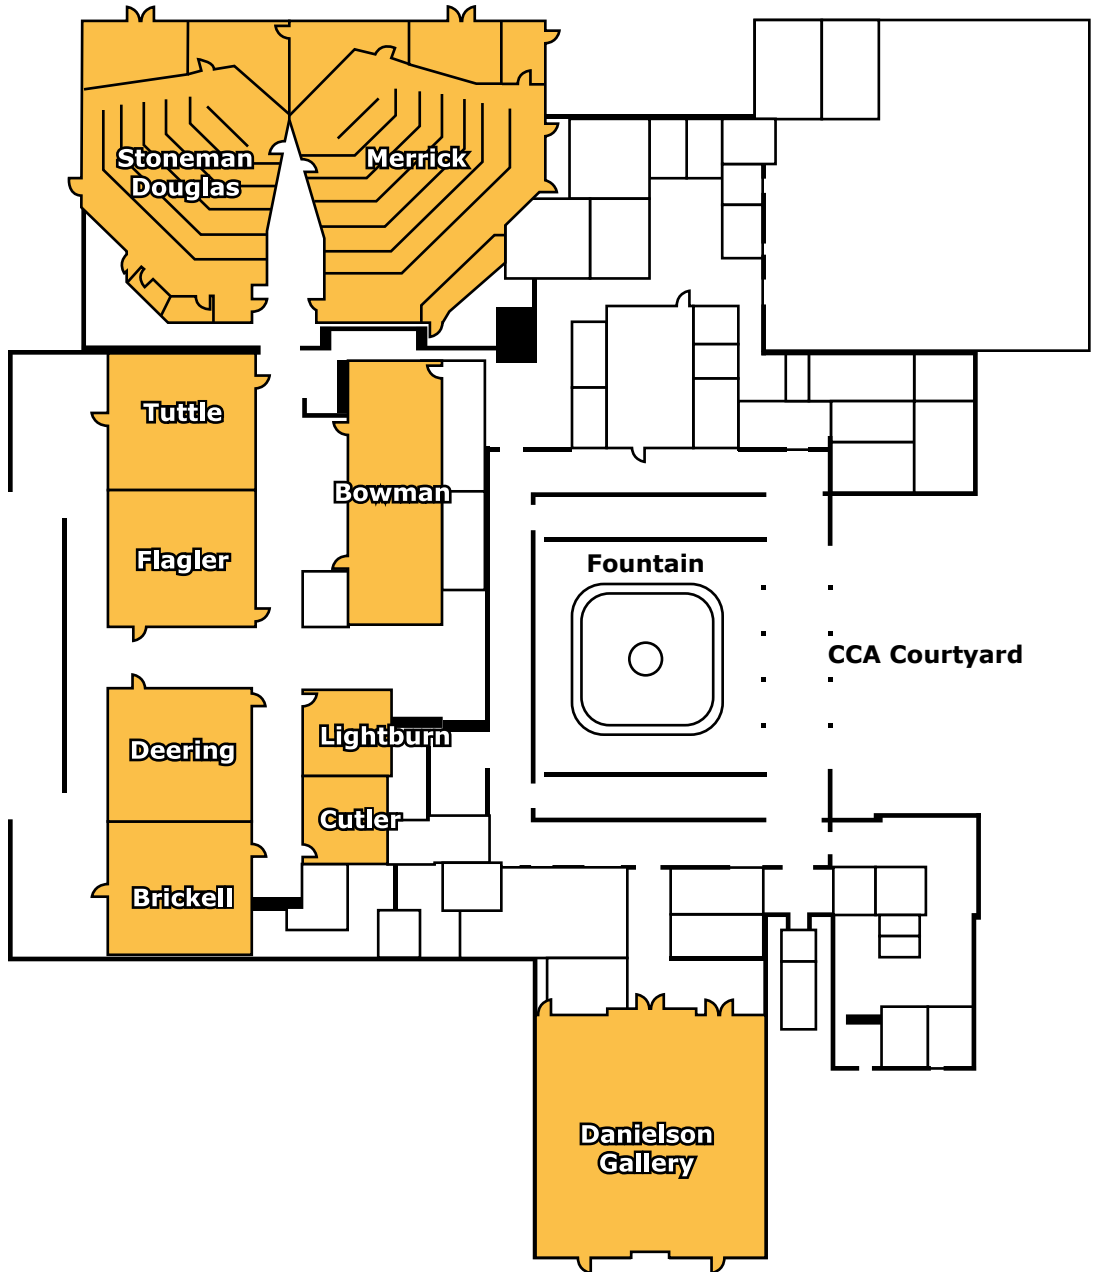 Stoneman
Douglas
Merrick
Tuttle
Bowman
Flagler
Fountain
CCA Courtyard
Deering
Lightburn
Cutler
Brickell
Danielson
Gallery